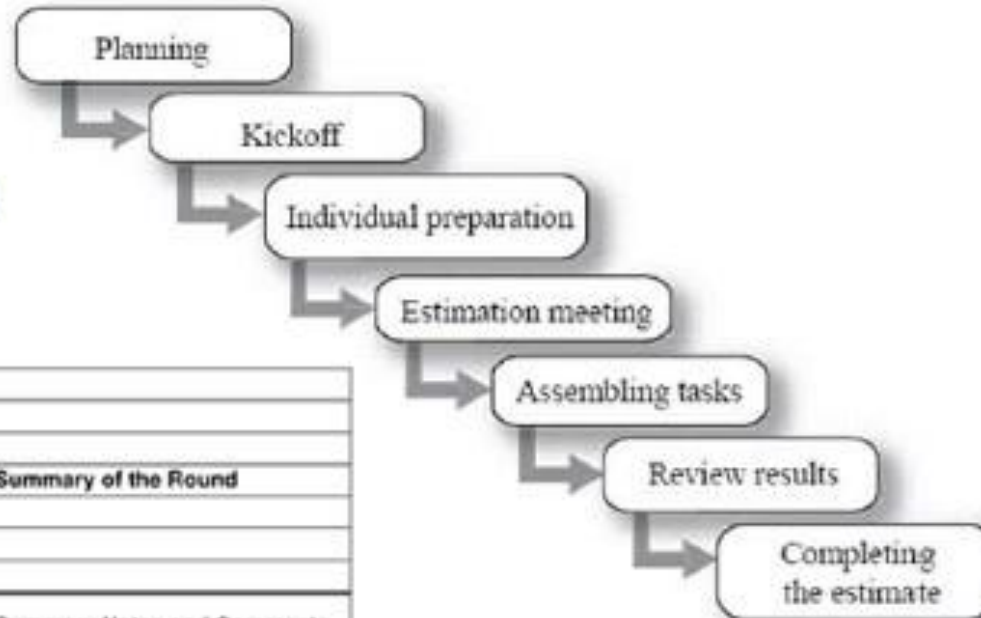 Planning
Kickoff
Individual preparation
Estimation meeting
Assembling tasks
Summary of the Round
Review results
Completing
the estimate